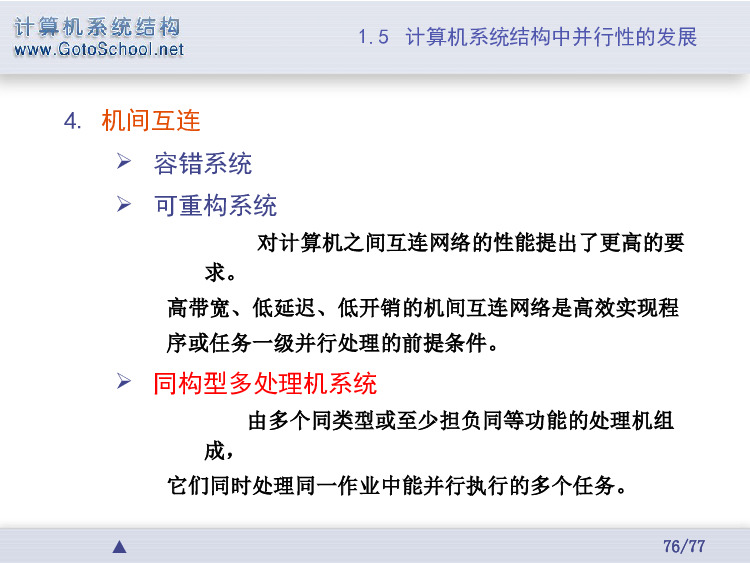 计算机系统结构
www.GotoSchool.net
1.5 计算机系统结构中并行性的发展
4. 机间互连
➢ 容错系统
➢ 可重构系统
对计算机之间互连网络的性能提出了更高的要
求。
高带宽、低延迟、低开销的机间互连网络是高效实现程
序或任务一级并行处理的前提条件。
➢ 同构型多处理机系统
由多个同类型或至少担负同等功能的处理机组
成，
它们同时处理同一作业中能并行执行的多个任务。
▲
76/77